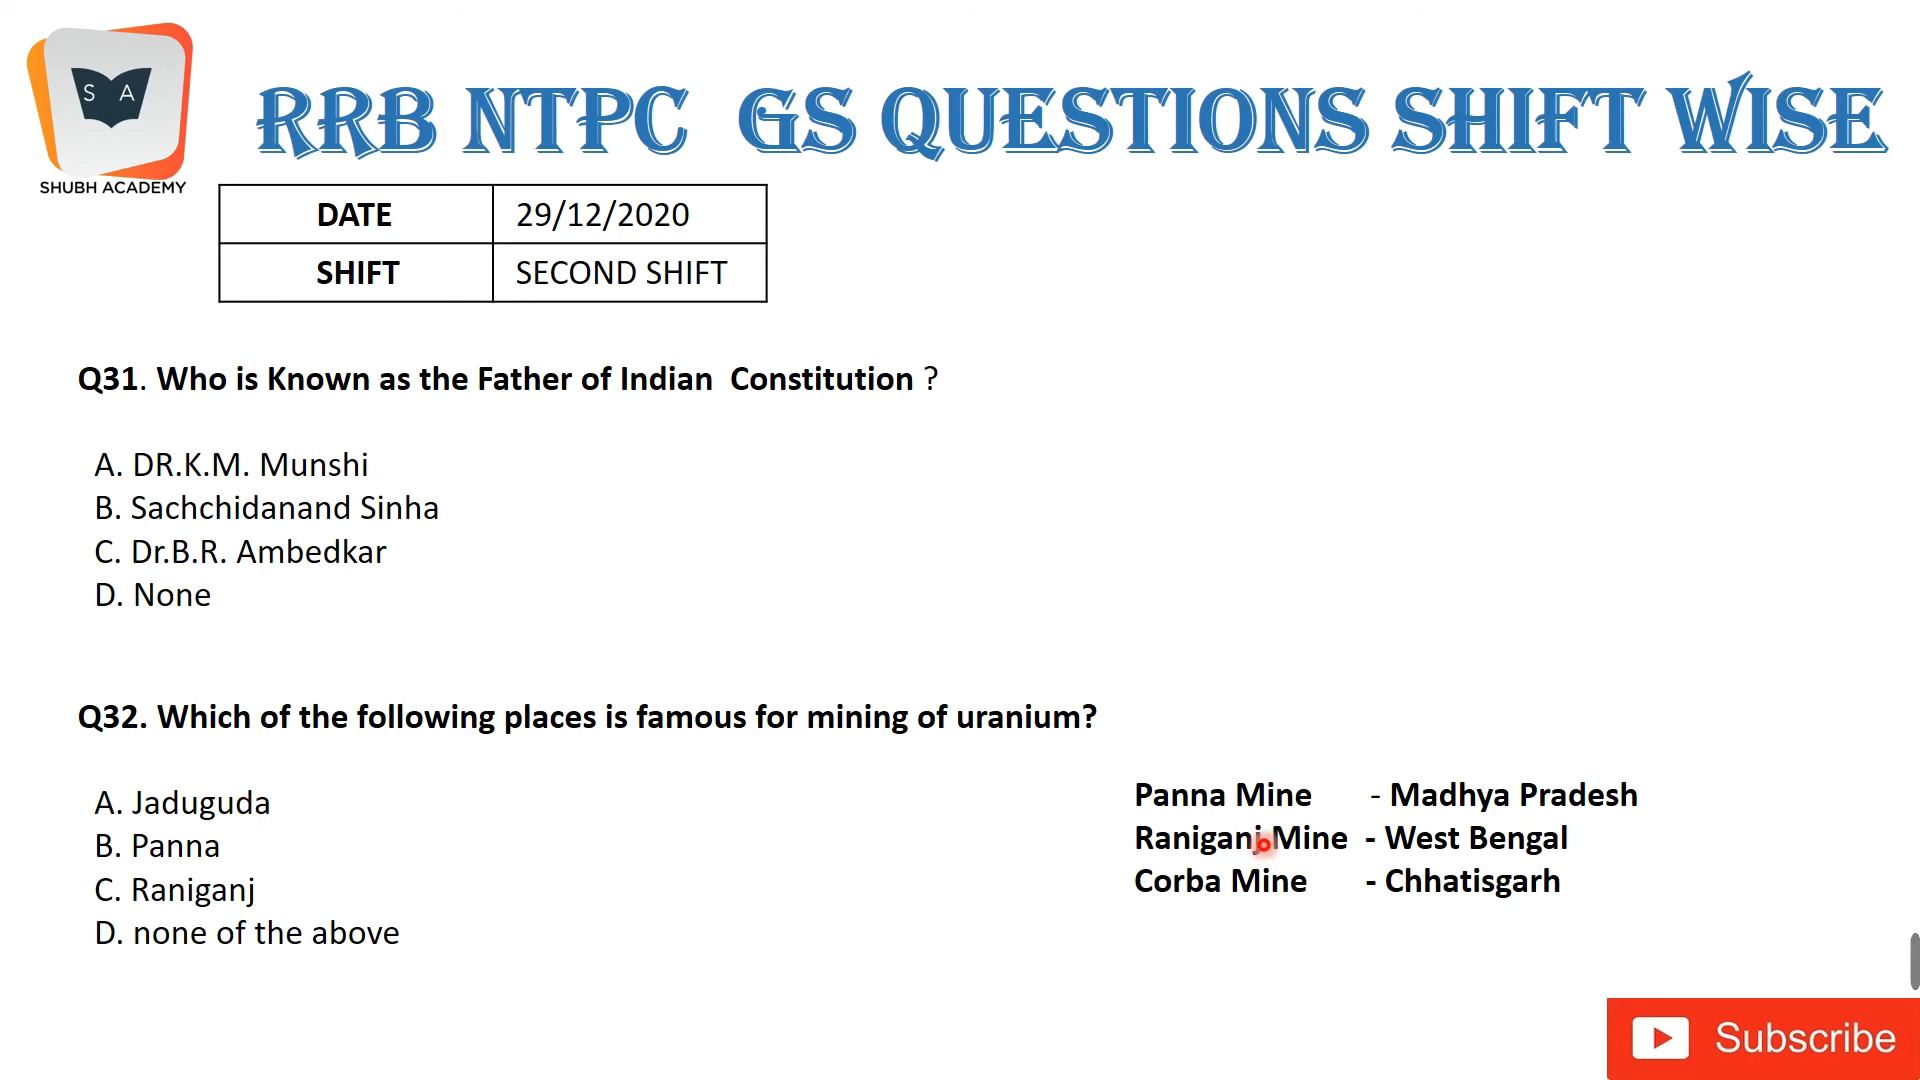 S A
SHUBH ACADEMY
RRB NTPC GS QUESTIONS SHIFT WISE
DATE 29/12/2020
SHIFT SECOND SHIFT
Q31. Who is Known as the Father of Indian Constitution ?
A. DR.K.M. Munshi
B. Sachchidanand Sinha
C. Dr.B.R. Ambedkar
D. None
Q32. Which of the following places is famous for mining of uranium?
A. Jaduguda
B. Panna
C. Raniganj
D. none of the above
Panna Mine - Madhya Pradesh
Raniganj Mine - West Bengal
Corba Mine - Chhatisgarh
Subscribe